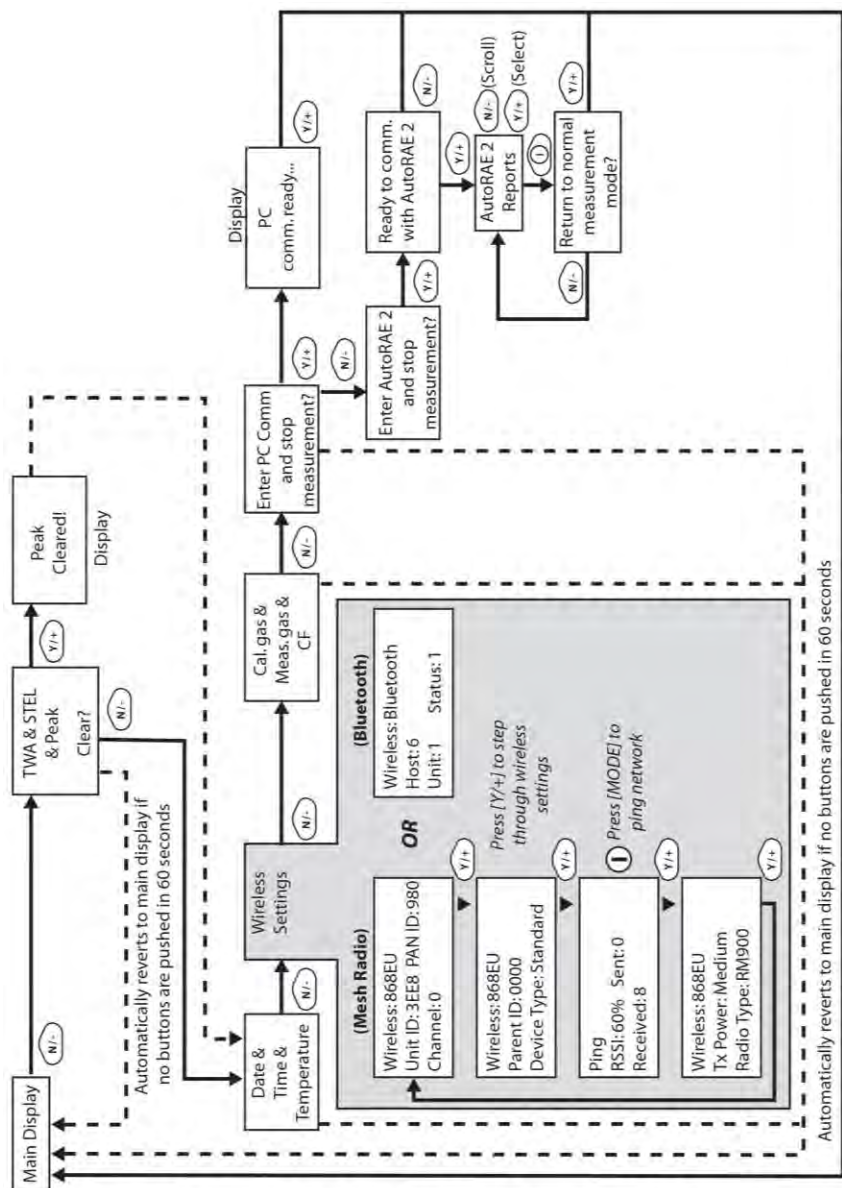 Main Display
N/-
TWA & STEL
& Peak
Clear?
Y/+
Peak
Cleared!
Display
N/-
Automatically reverts to main display if
no buttons are pushed in 60 seconds
Date &
Time &
Temperature
N/-
Wireless
Settings
N/-
Cal. gas &
Meas. gas &
CF
N/-
Enter PC Comm
and stop
measurement?
Y/+
Display
PC
comm. ready...
Y/+
N/-
Enter AutoRAE 2
and stop
measurement?
Y/+
Ready to comm.
with AutoRAE 2
N/-
Y/+
AutoRAE 2
Reports
N/- (Scroll)
Y/+ (Select)
Return to normal
measurement
mode?
Y/+
N/-
(Mesh Radio)
Wireless: 868EU
Unit ID: 3EE8 PAN ID: 980
Channel: 0
Y/+
Wireless: 868EU
Parent ID: 0000
Device Type: Standard
Y/+
Ping
RSSI: 60% Sent: 0
Received: 8
Y/+
Wireless: 868EU
Tx Power: Medium
Radio Type: RM900
Y/+
OR
(Bluetooth)
Wireless: Bluetooth
Host: 6
Unit: 1 Status: 1
Press [Y/+] to step
through wireless
settings
Press [MODE] to
ping network
Automatically reverts to main display if no buttons are pushed in 60 seconds